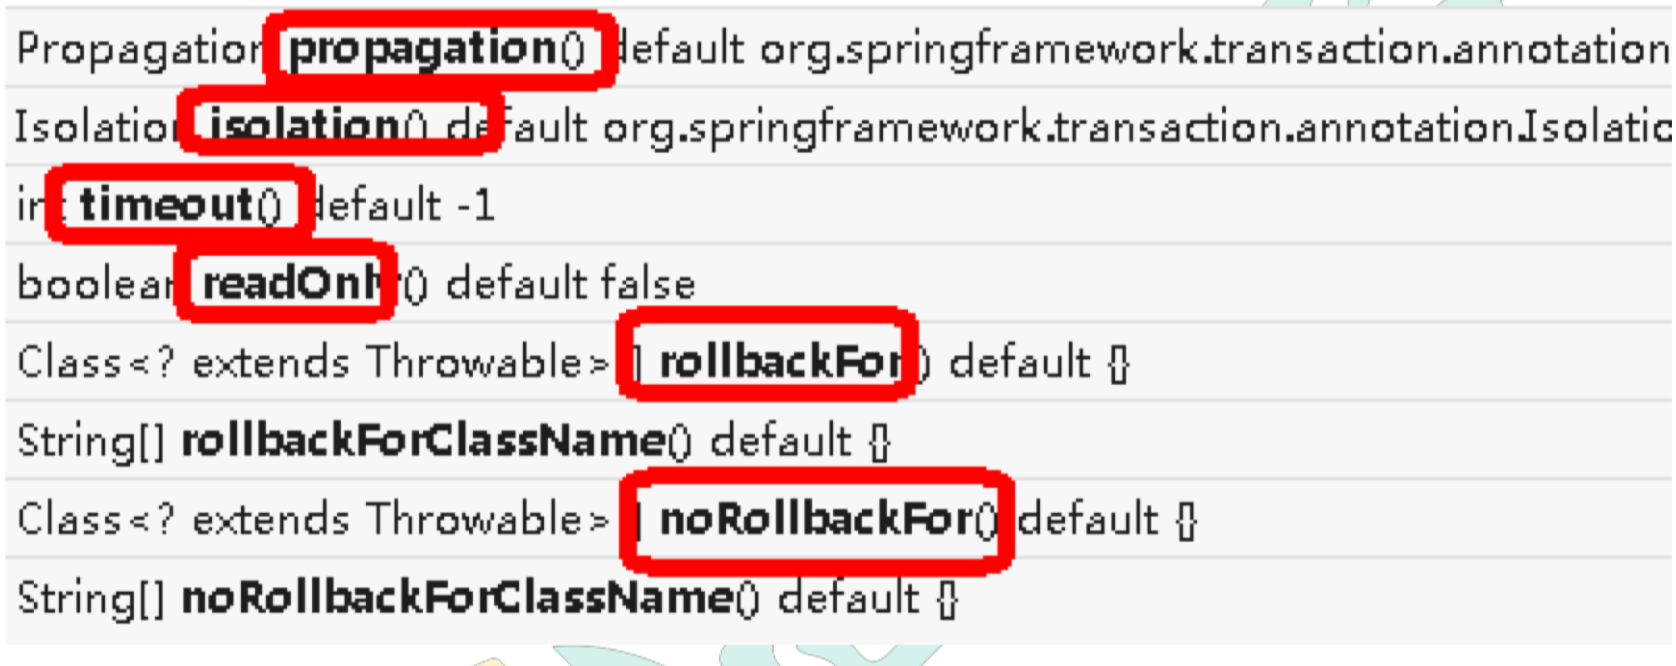 Propagation propagation() default org.springframework.transaction.annotation
Isolation isolation() default org.springframework.transaction.annotation.Isolatio
int timeout() default -1
boolean readOnly() default false
Class<? extends Throwable>[] rollbackFor() default {}
String[] rollbackForClassName() default {}
Class<? extends Throwable>[] noRollbackFor() default {}
String[] noRollbackForClassName() default {}